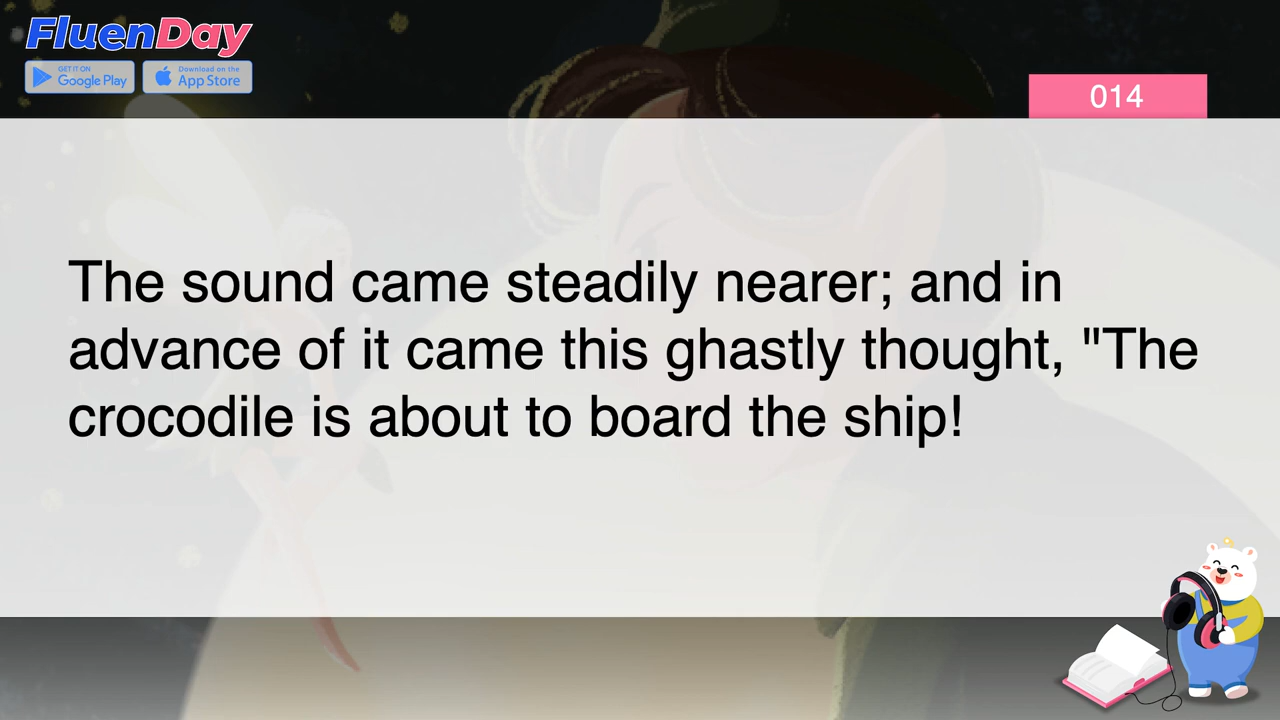 FluenDay
GET IT ON
Google Play
Download on the
App Store
014
The sound came steadily nearer; and in
advance of it came this ghastly thought, "The
crocodile is about to board the ship!